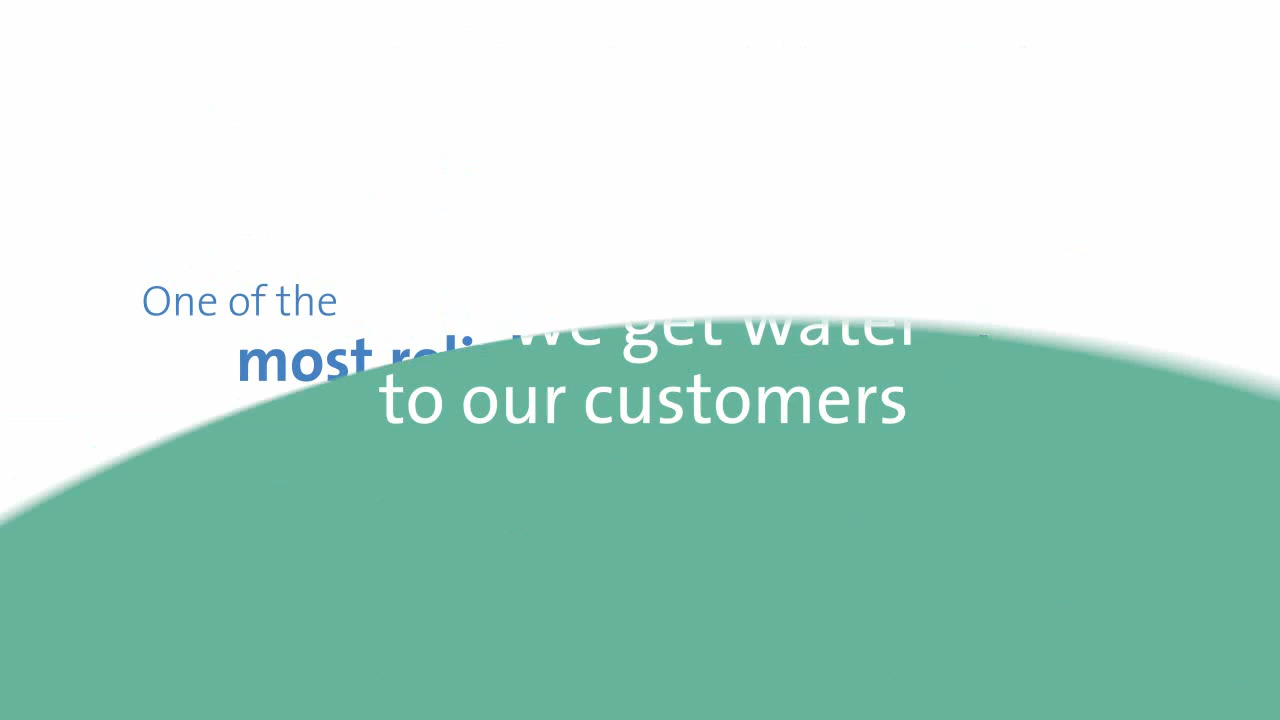 One of the
most
we get water
to our customers